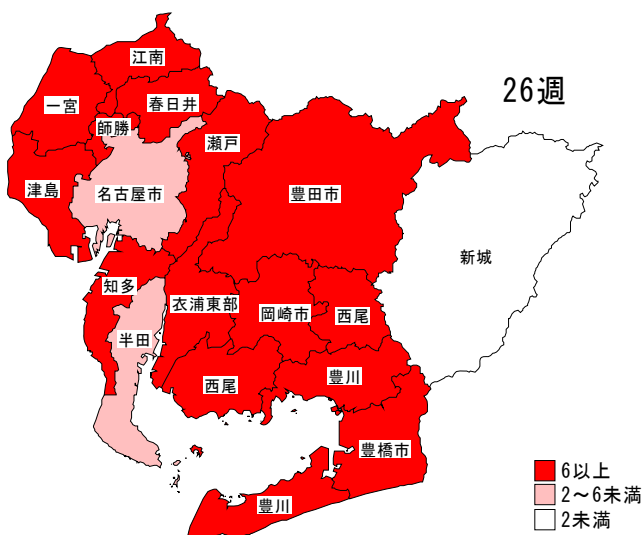 江南
26週
一宮
春日井
師勝
瀬戸
津島
名古屋市
豊田市
新城
知多
衣浦東部
岡崎市
西尾
半田
西尾
豊川
豊橋市
豊川
6以上
2～6未満
2未満